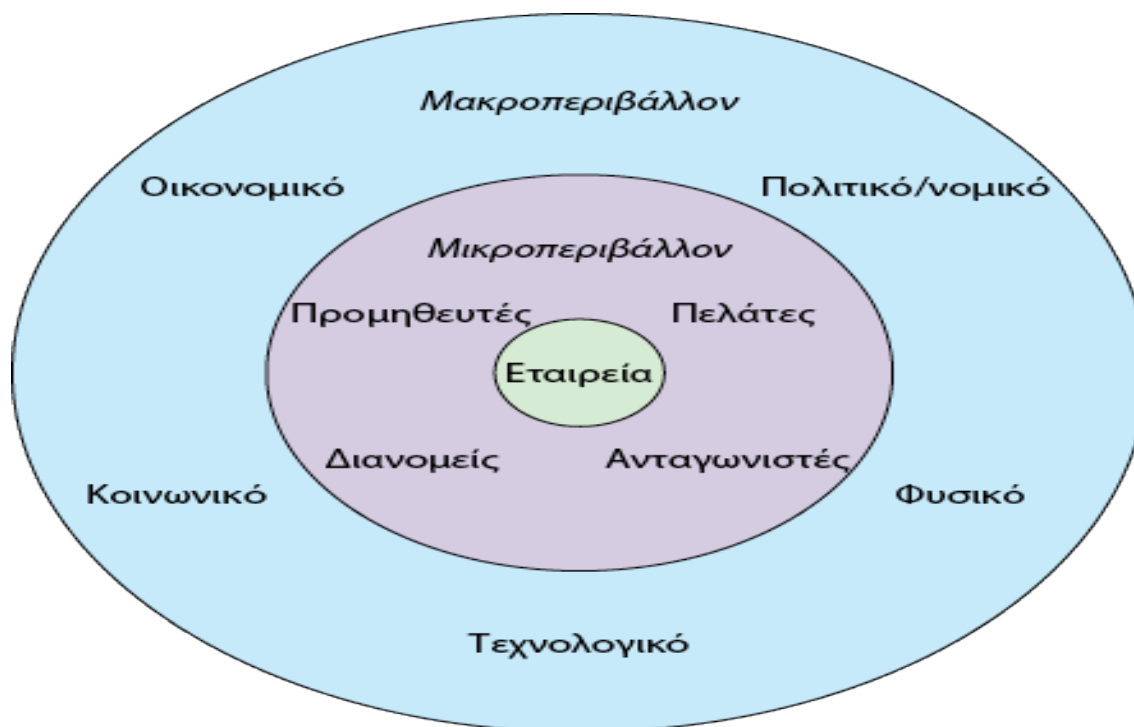 Μακροπεριβάλλον
Οικονομικό
Πολιτικό/νομικό
Μικροπεριβάλλον
Προμηθευτές
Πελάτες
Εταιρεία
Διανομείς
Ανταγωνιστές
Κοινωνικό
Φυσικό
Τεχνολογικό